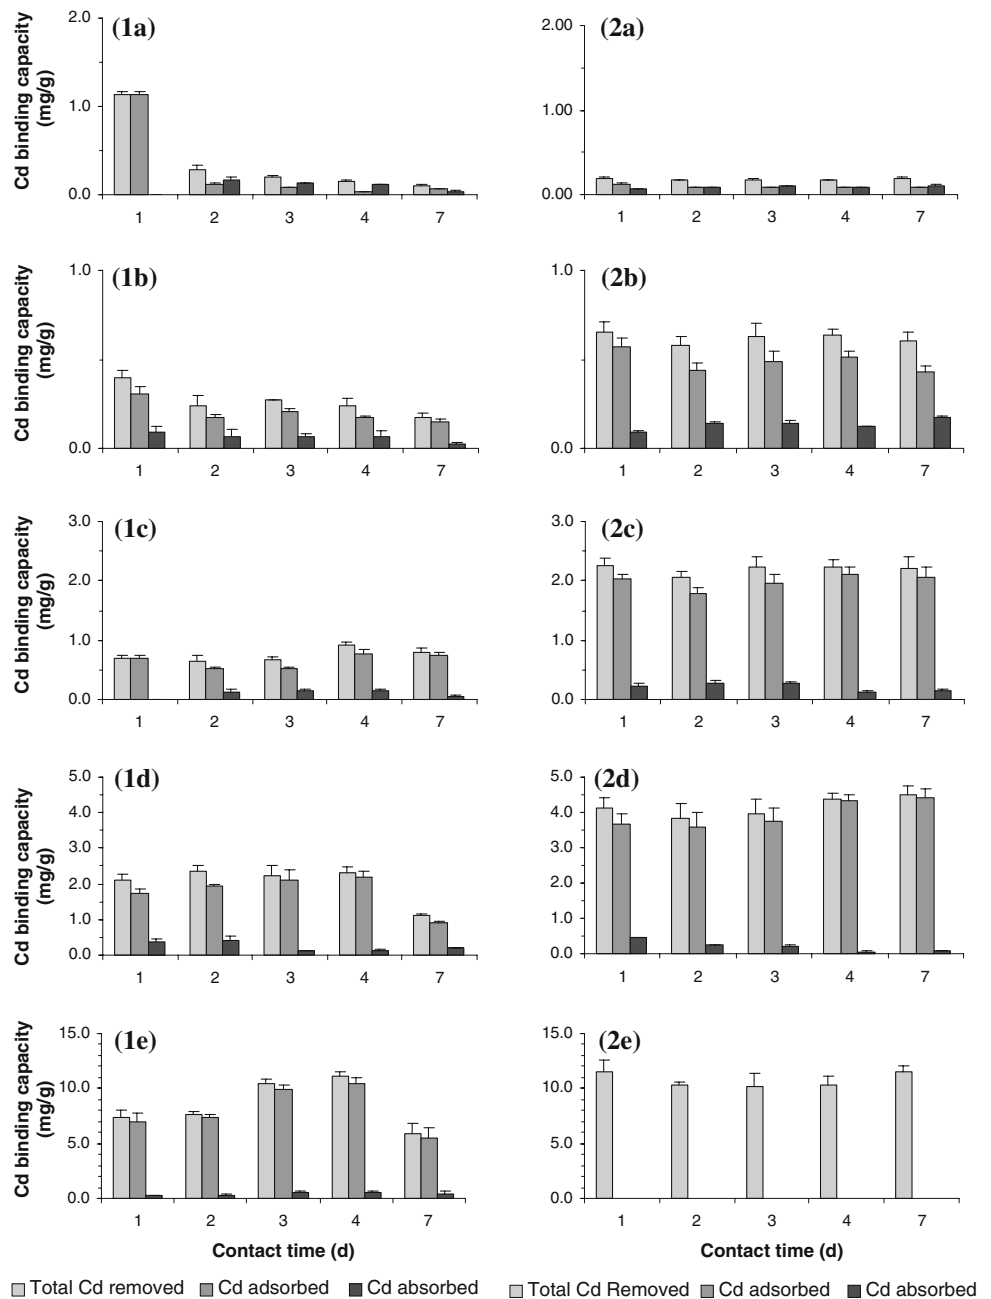 (1a)
Cd binding capacity
(mg/g)
2.0
1.0
0.0
1 2 3 4 7
(2a)
2.00
1.00
0.00
1 2 3 4 7
(1b)
Cd binding capacity
(mg/g)
1.0
0.0
1 2 3 4 7
(2b)
1.0
0.0
1 2 3 4 7
(1c)
Cd binding capacity
(mg/g)
3.0
2.0
1.0
0.0
1 2 3 4 7
(2c)
3.0
2.0
1.0
0.0
1 2 3 4 7
(1d)
Cd binding capacity
(mg/g)
5.0
4.0
3.0
2.0
1.0
0.0
1 2 3 4 7
(2d)
5.0
4.0
3.0
2.0
1.0
0.0
1 2 3 4 7
(1e)
Cd binding capacity
(mg/g)
15.0
10.0
5.0
0.0
1 2 3 4 7
Contact time (d)
(2e)
15.00
10.00
5.00
0.00
1 2 3 4 7
Contact time (d)
Total Cd removed Cd adsorbed Cd absorbed
Total Cd Removed Cd adsorbed Cd absorbed